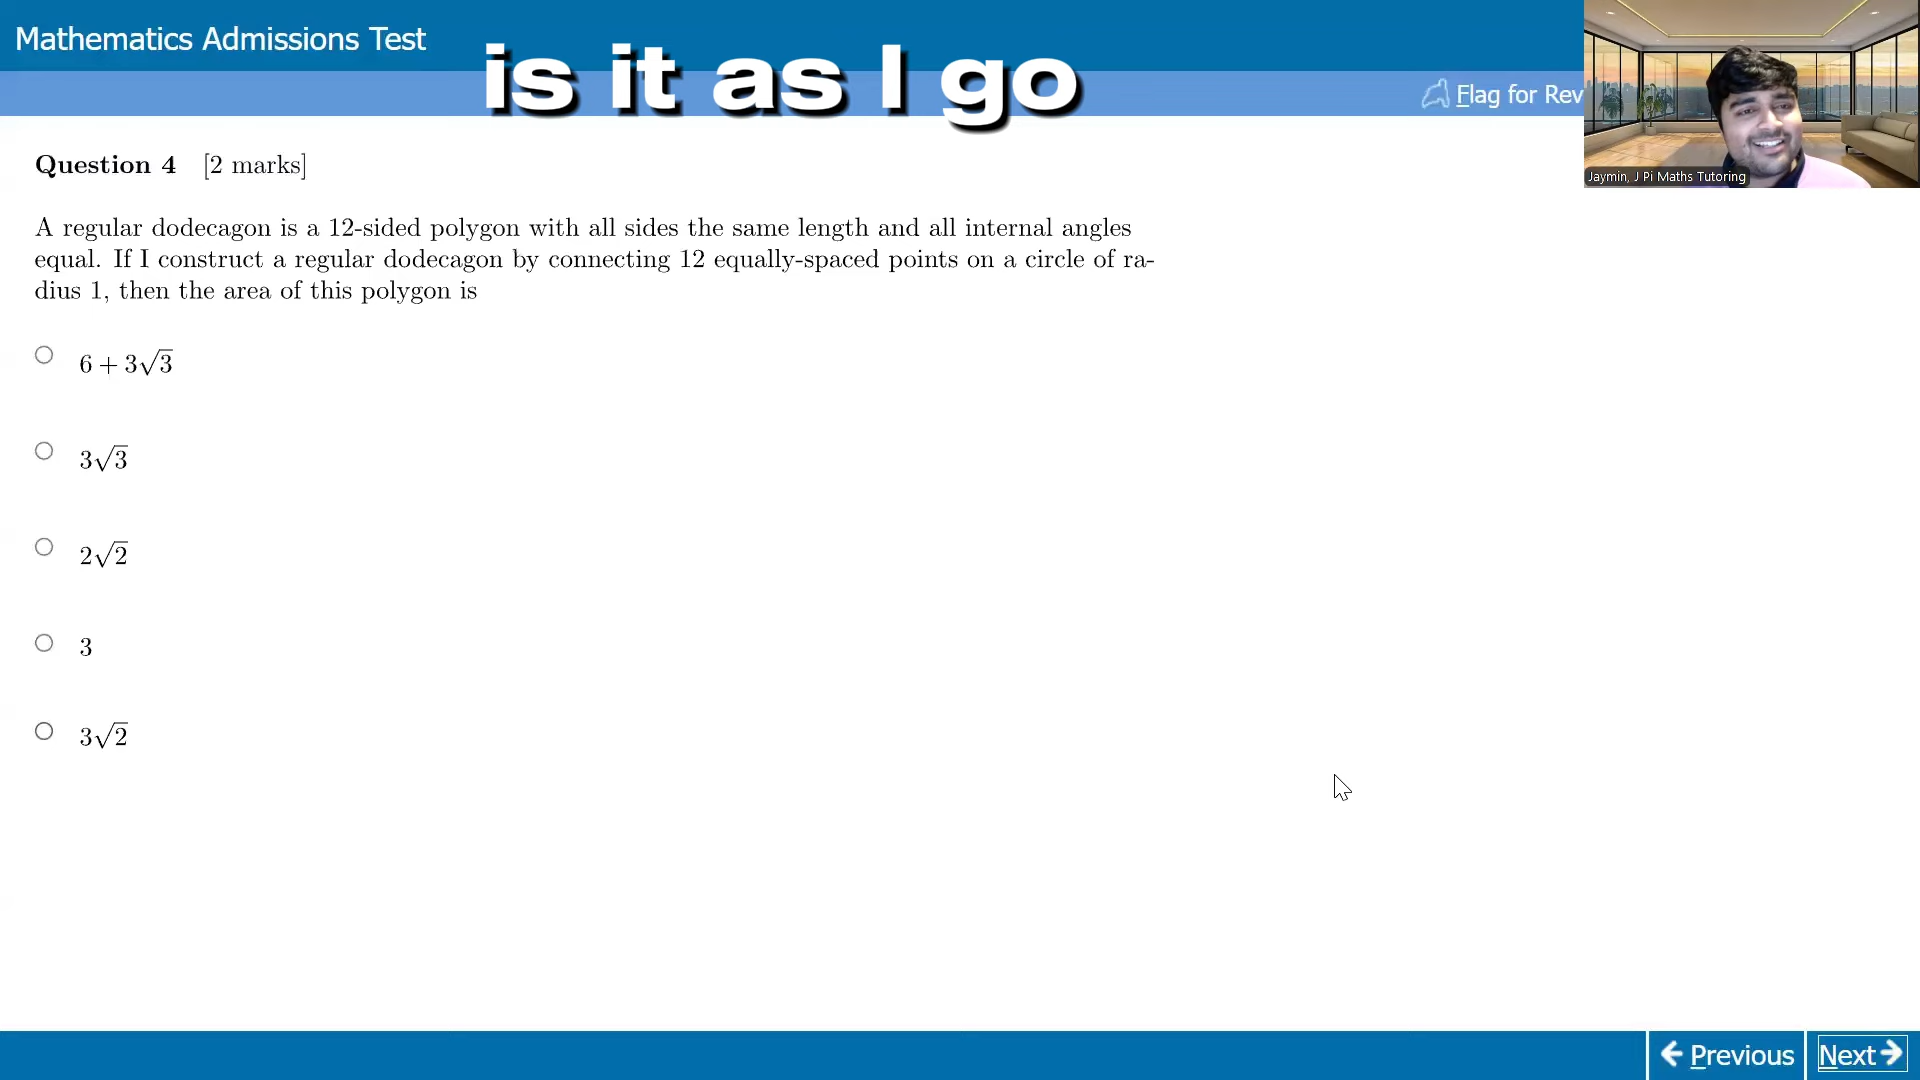 Mathematics Admissions Test
is it as I go
Flag for Rev
Jaymin, J Pi Maths Tutoring
Question 4 [2 marks]
A regular dodecagon is a 12-sided polygon with all sides the same length and all internal angles
equal. If I construct a regular dodecagon by connecting 12 equally-spaced points on a circle of ra-
dius 1, then the area of this polygon is
6 + 3√3
3√3
2√2
3
3√2
Previous
Next